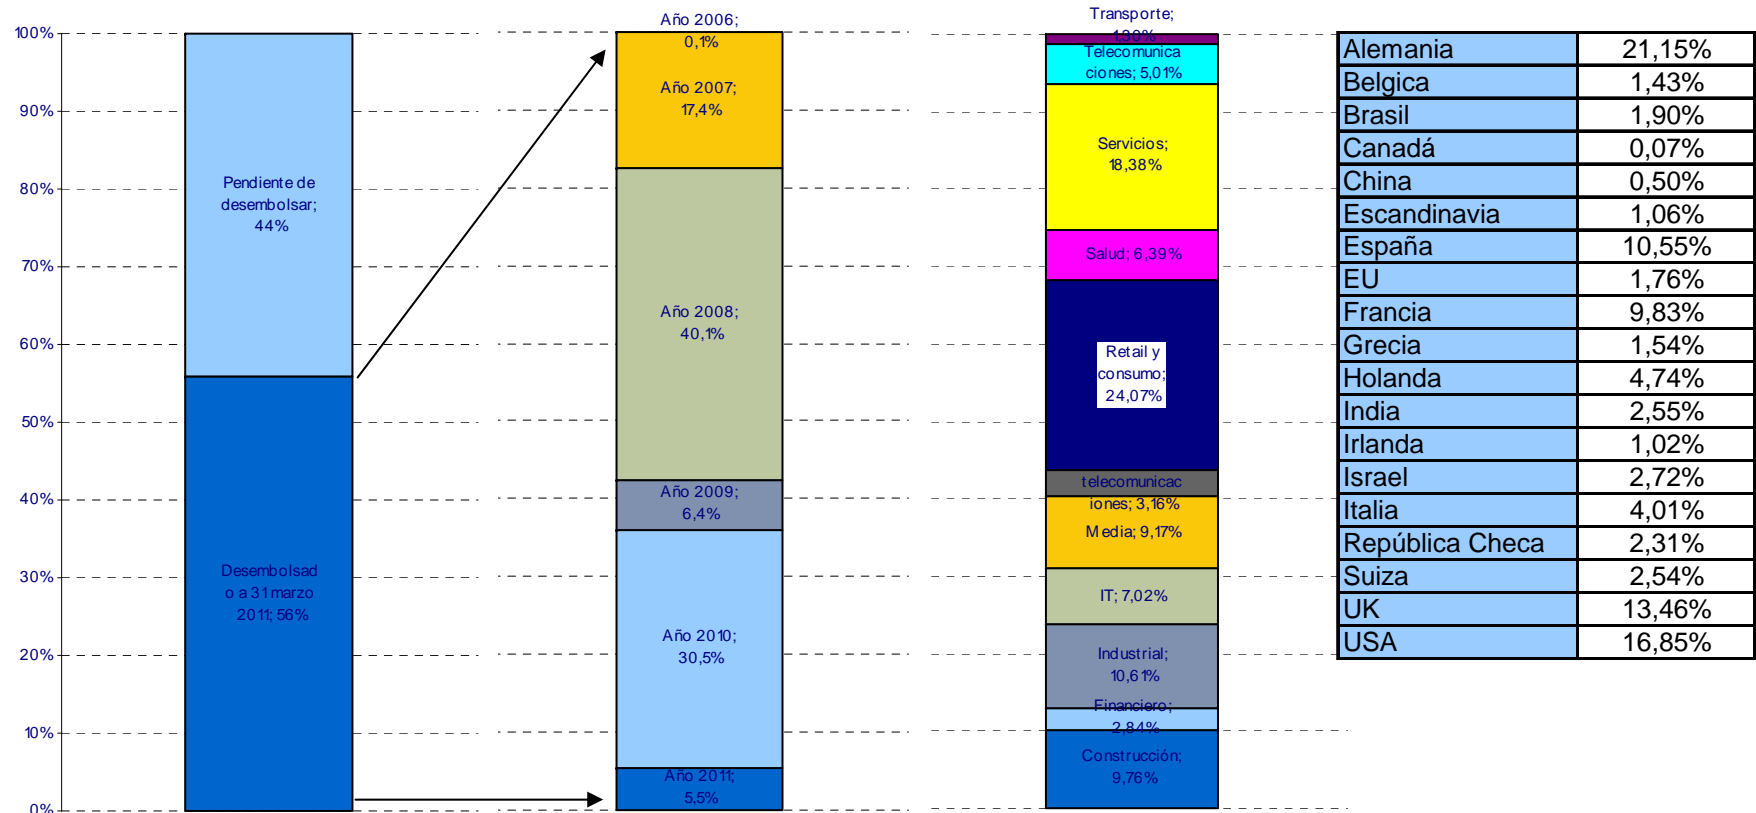 100%
90%
80%
70%
60%
50%
40%
30%
20%
10%
0%
Pendiente de
desembolsar;
44%
Desembolsad
o a 31 marzo
2011; 56%
Año 2006;
0,1%
Año 2007;
17,4%
Año 2008;
40,1%
Año 2009;
6,4%
Año 2010;
30,5%
Año 2011;
5,5%
Transporte;
1,30%
Telecomunica
ciones; 5,01%
Servicios;
18,38%
Salud; 6,39%
Retail y
consumo;
24,07%
telecomunicac
iones; 3,16%
Media; 9,17%
IT; 7,02%
Industrial;
10,61%
Financiero;
2,84%
Construcción;
9,76%
Alemania 21,15%
Belgica 1,43%
Brasil 1,90%
Canadá 0,07%
China 0,50%
Escandinavia 1,06%
España 10,55%
EU 1,76%
Francia 9,83%
Grecia 1,54%
Holanda 4,74%
India 2,55%
Irlanda 1,02%
Israel 2,72%
Italia 4,01%
República Checa 2,31%
Suiza 2,54%
UK 13,46%
USA 16,85%